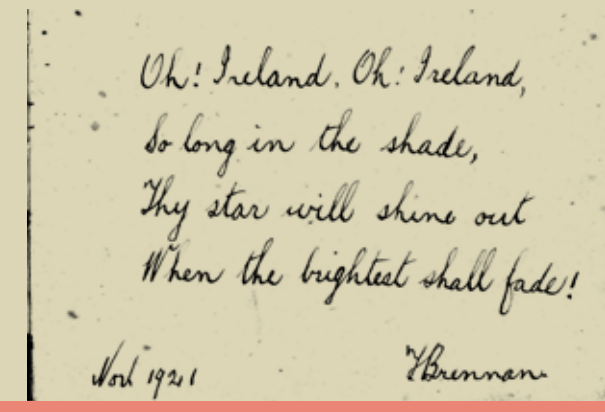 Oh! Ireland. Oh! Ireland,
So long in the shade,
Thy star will shine out
When the brightest shall fade!
Nov 1921 Brennan